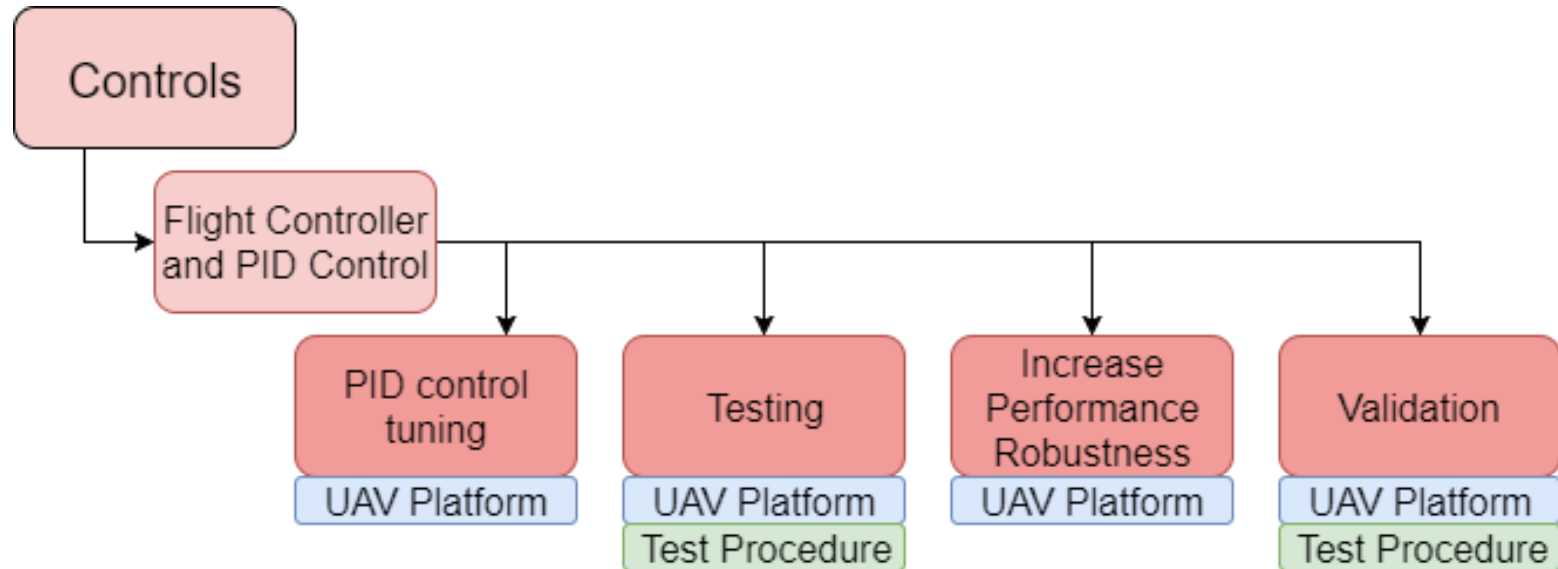 Controls
Flight Controller
and PID Control
PID control
tuning
UAV Platform
Testing
UAV Platform
Test Procedure
Increase
Performance
Robustness
UAV Platform
Validation
UAV Platform
Test Procedure